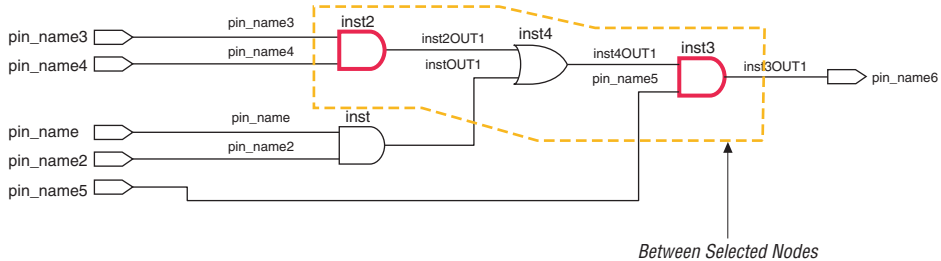 inst2
pin_name3
pin_name3
inst4
inst2OUT1
pin_name4
pin_name4
inst3
inst4OUT1
instOUT1
inst3OUT1
pin_name5
pin_name6
pin_name
inst
pin_name
pin_name2
pin_name2
pin_name5
Between Selected Nodes